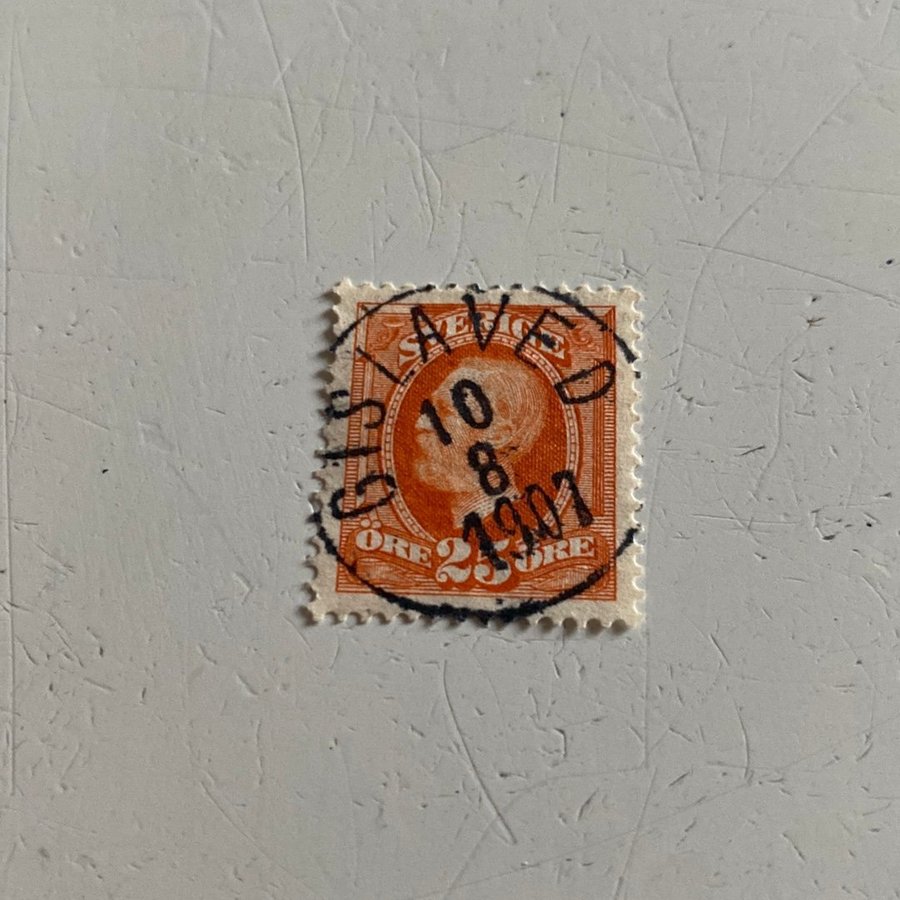 SVERIGE
GISLAVED
10
8
1901
ÖRE 25 ÖRE